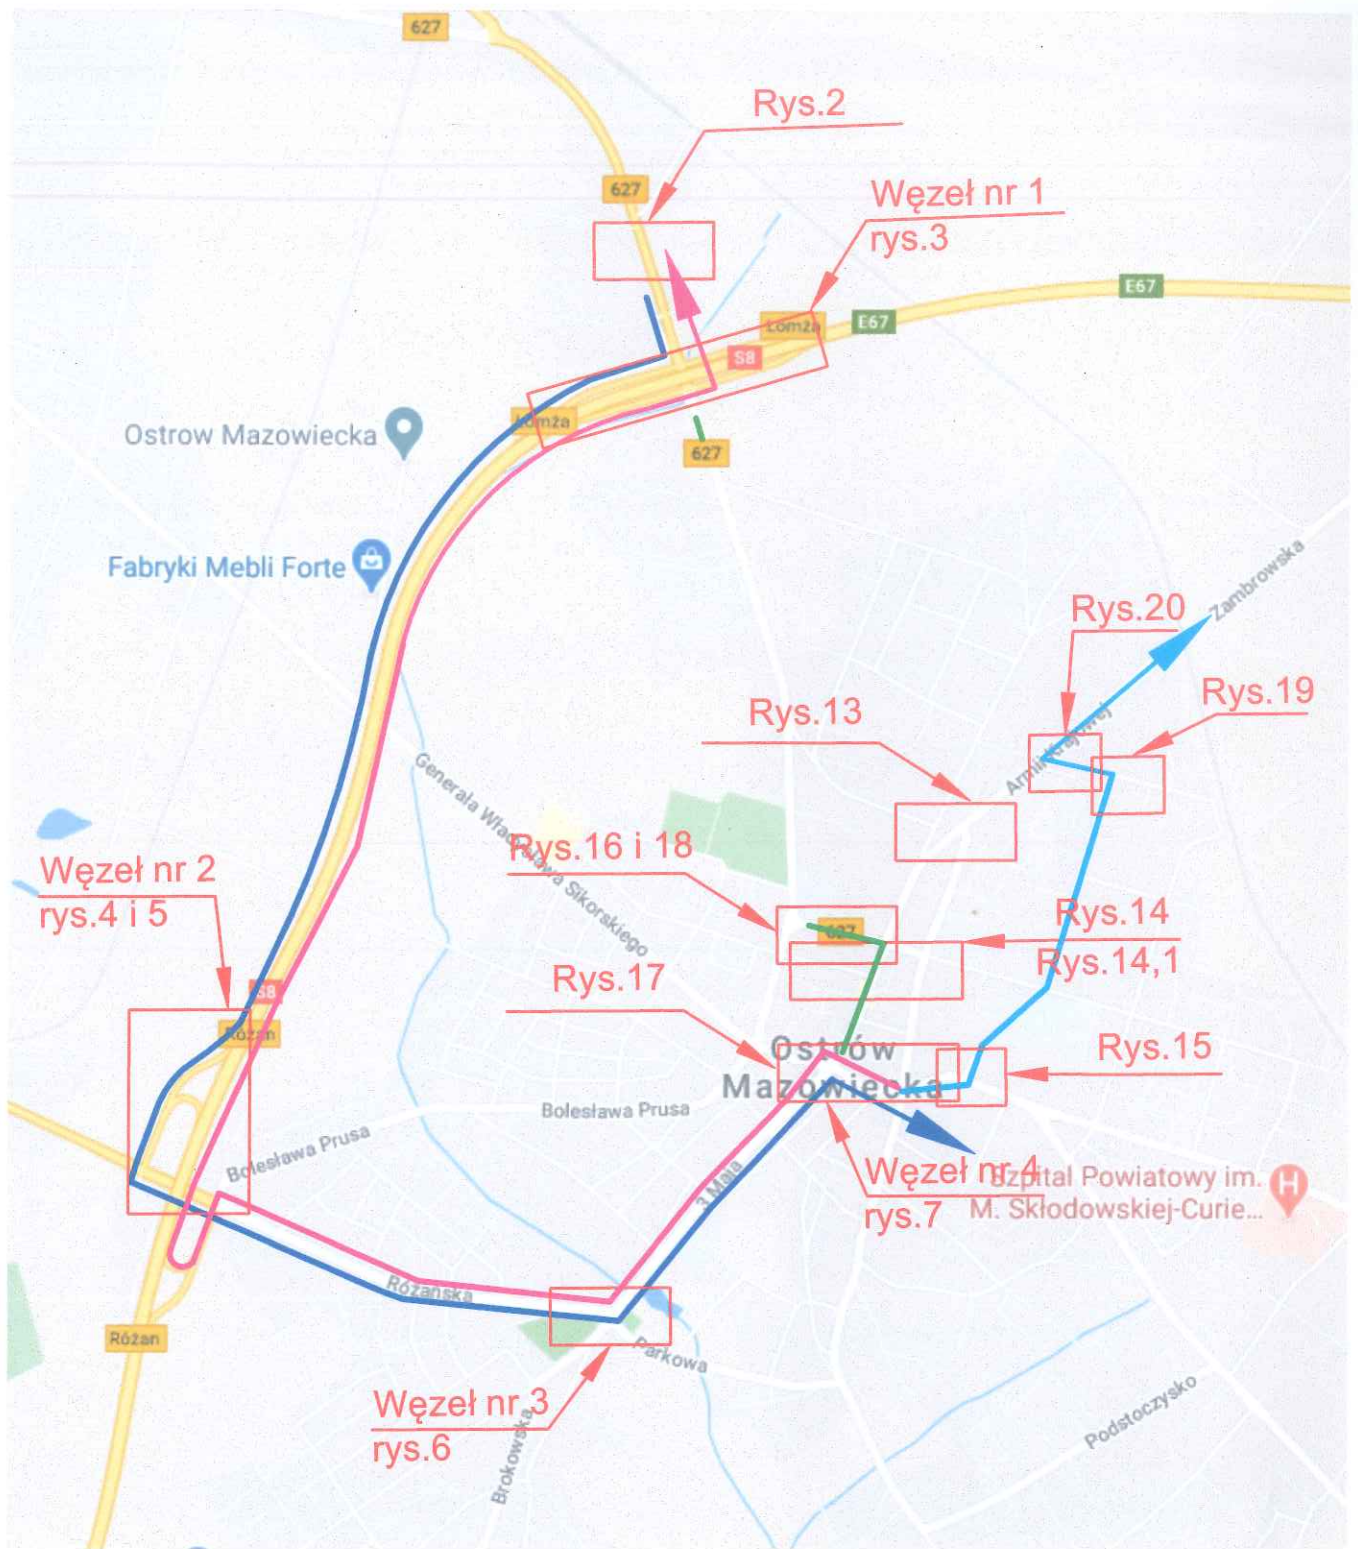 627
Rys.2
627
Węzeł nr 1
rys.3
E67
Łomża
E67
S8
Łomża
Ostrow Mazowiecka
627
Fabryki Mebli Forte
Zambrowska
Rys.20
Rys.19
Rys.13
Armii Krajowej
Generała Władysława Sikorskiego
Rys.16 i 18
Węzeł nr 2
rys.4 i 5
Rys.14
627
Rys.14,1
Rys.17
S8
Różan
Ostrów
Mazowiecka
Rys.15
Bolesława Prusa
Bolesława Prusa
Węzeł nr 4
rys.7
Szpital Powiatowy im.
M. Skłodowskiej-Curie...
H
3 Maja
Różańska
Różan
Parkowa
Węzeł nr 3
rys.6
Brokowska
Podstoczysko